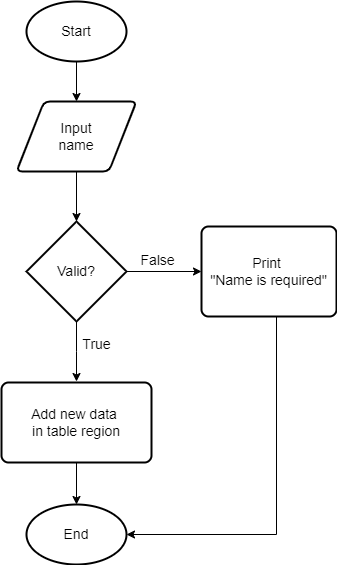 Start
Input
name
Valid?
False
Print
"Name is required"
True
Add new data
in table region
End